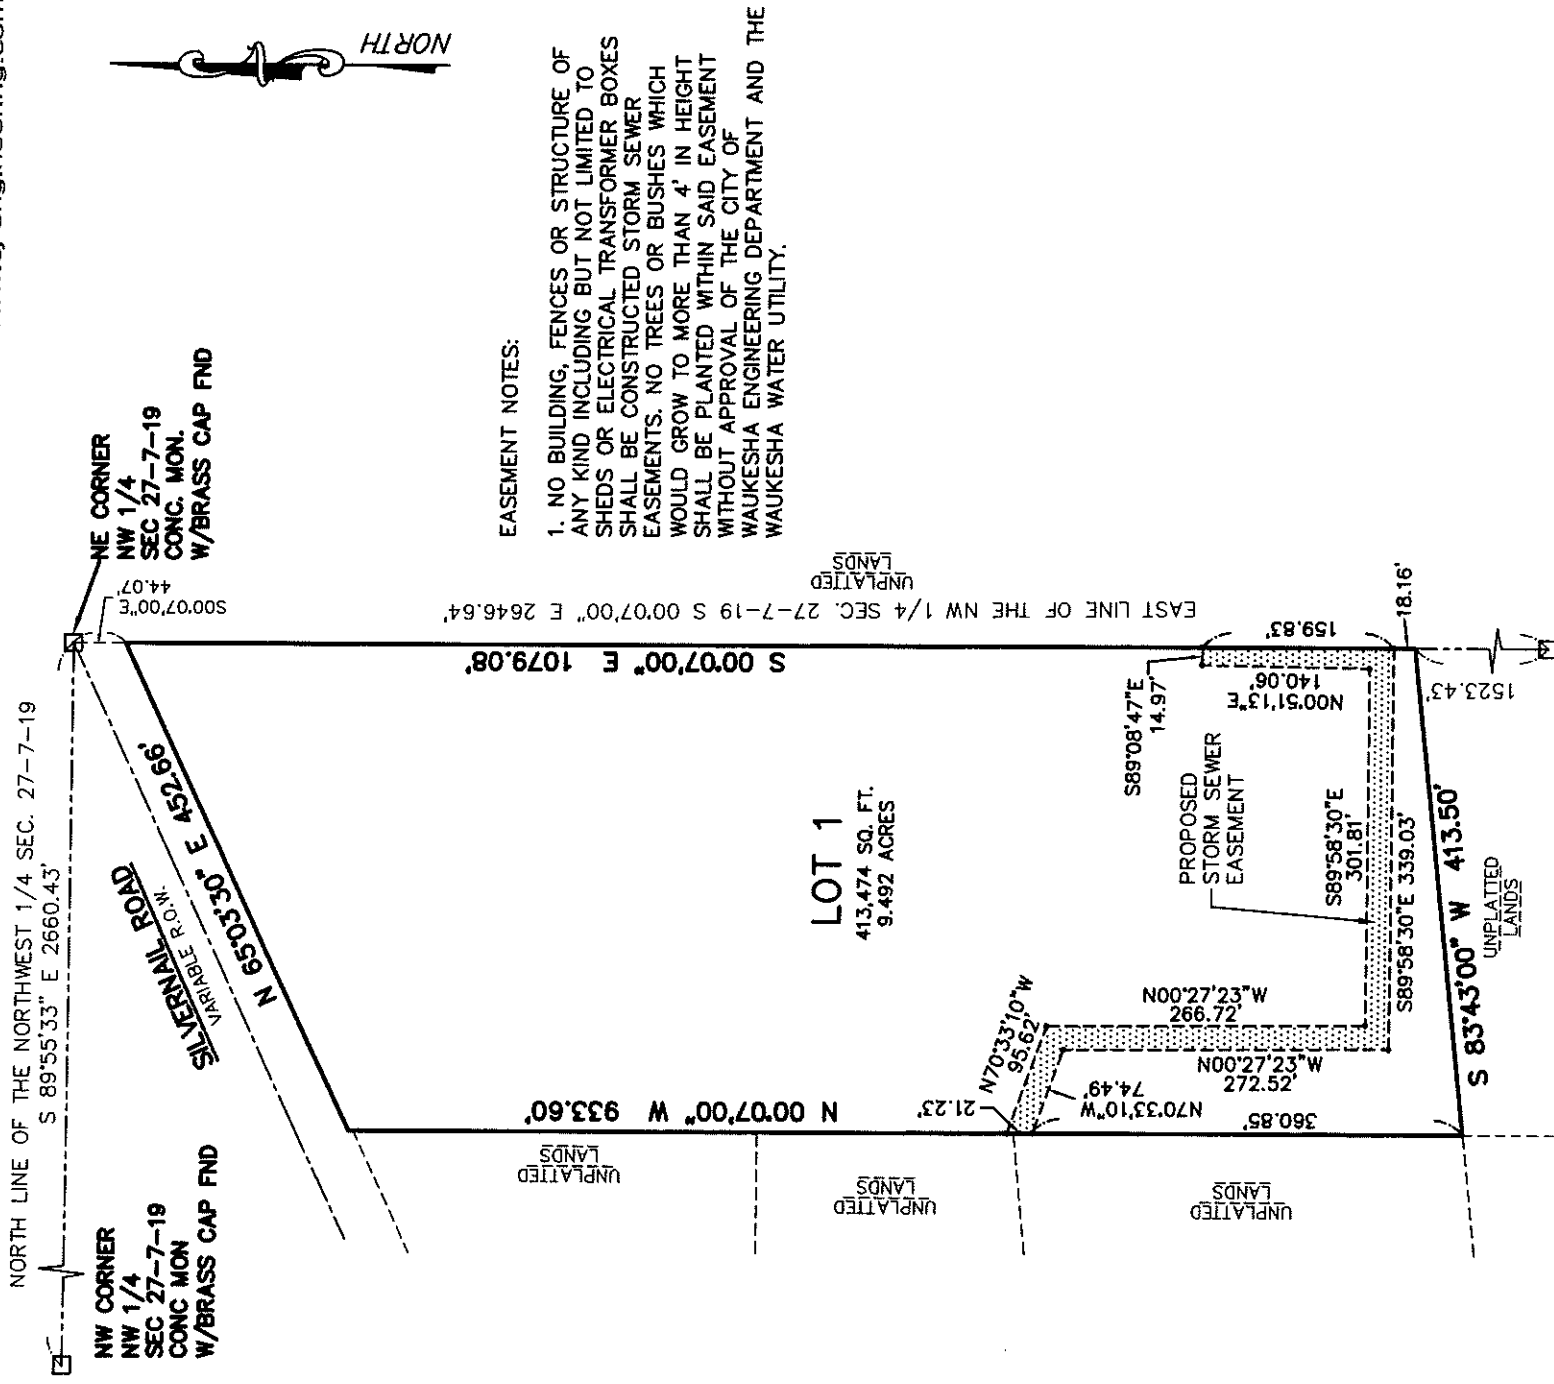 NORTH
NORTH LINE OF THE NORTHWEST 1/4 SEC. 27-7-19
S 89°55'33" E 2660.43'
NW CORNER
NW 1/4
SEC 27-7-19
CONC MON
W/BRASS CAP FND
NE CORNER
NW 1/4
SEC 27-7-19
CONC. MON.
W/BRASS CAP FND
S00°07'00"E
44.07'
SILVERNAIL ROAD
VARIABLE R.O.W.
N 65°03'30" E 452.66'
EASEMENT NOTES:
1. NO BUILDING, FENCES OR STRUCTURE OF
ANY KIND INCLUDING BUT NOT LIMITED TO
SHEDS OR ELECTRICAL TRANSFORMER BOXES
SHALL BE CONSTRUCTED STORM SEWER
EASEMENTS. NO TREES OR BUSHES WHICH
WOULD GROW TO MORE THAN 4' IN HEIGHT
SHALL BE PLANTED WITHIN SAID EASEMENT
WITHOUT APPROVAL OF THE CITY OF
WAUKESHA ENGINEERING DEPARTMENT AND THE
WAUKESHA WATER UTILITY.
S 00°07'00" E 1079.08'
EAST LINE OF THE NW 1/4 SEC. 27-7-19 S 00°07'00" E 2646.64'
UNPLATTED
LANDS
N 00°07'00" W 933.60'
UNPLATTED
LANDS
UNPLATTED
LANDS
UNPLATTED
LANDS
LOT 1
413,474 SQ. FT.
9.492 ACRES
S89°08'47"E
14.97'
N00°51'13"E
140.06'
159.83'
18.16'
1523.43'
PROPOSED
STORM SEWER
EASEMENT
S89°58'30"E
301.81'
S89°58'30"E 339.03'
N70°33'10"W
95.62'
N00°27'23"W
266.72'
N00°27'23"W
272.52'
N70°33'10"W
74.49'
21.23'
360.85'
S 83°43'00" W 413.50'
UNPLATTED
LANDS